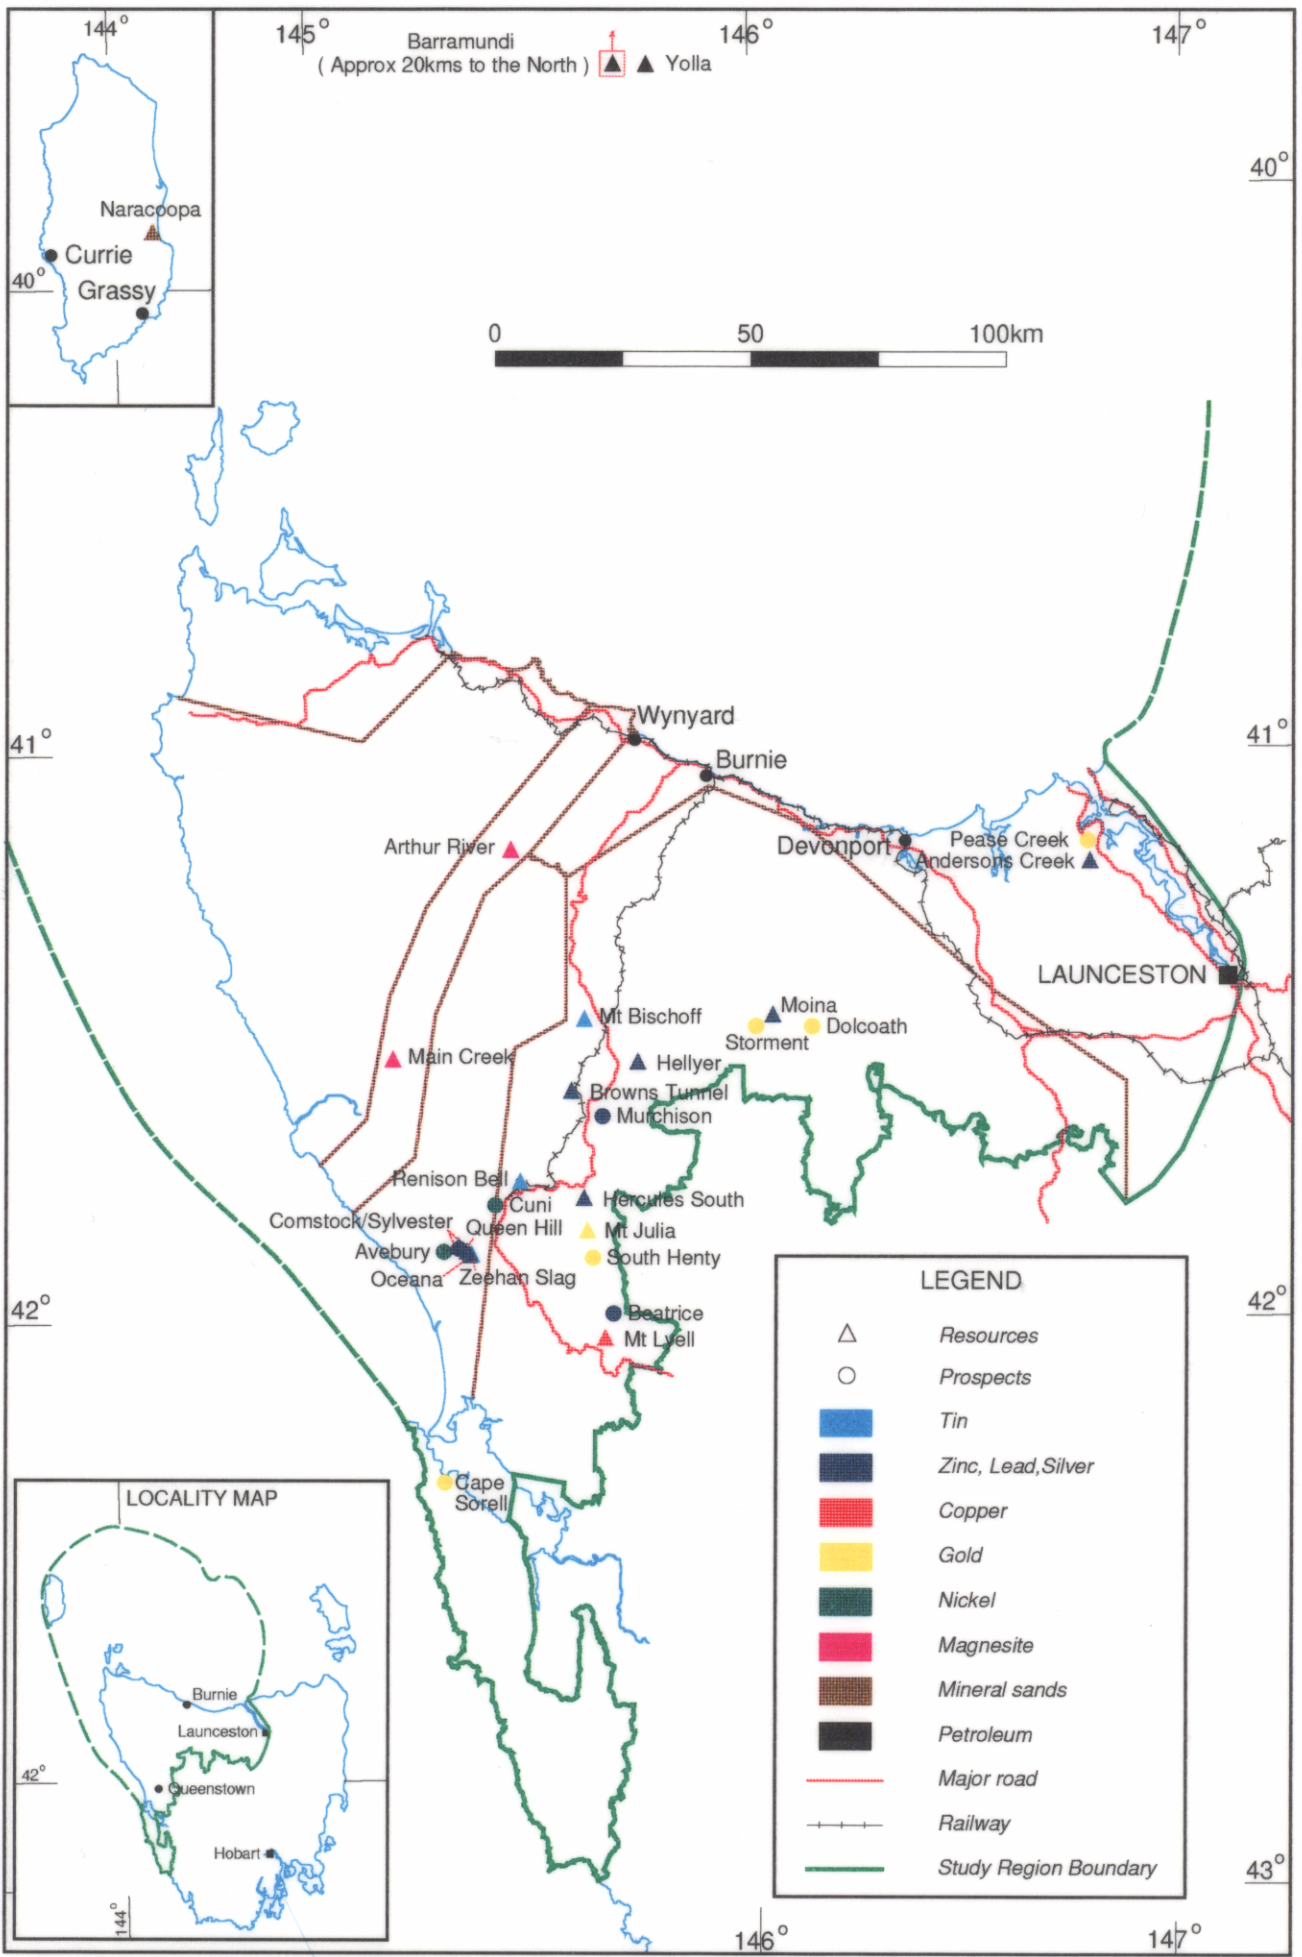 144°
145°
146°
147°
Barramundi
( Approx 20kms to the North )
Yolla
40°
Naracoopa
Currie
40°
Grassy
0 50 100km
Wynyard
41°
41°
Burnie
Arthur River
Devonport
Pease Creek
Andersons Creek
LAUNCESTON
Mt Bischoff
Moina
Dolcoath
Storment
Main Creek
Hellyer
Browns Tunnel
Murchison
Renison Bell
Hercules South
Cuni
Comstock/Sylvester
Queen Hill
Mt Julia
Avebury
South Henty
Oceana
Zeehan Slag
42°
42°
Beatrice
Mt Lyell
Cape
Sorell
LEGEND
Resources
Prospects
Tin
Zinc, Lead,Silver
Copper
Gold
Nickel
Magnesite
Mineral sands
Petroleum
Major road
Railway
Study Region Boundary
LOCALITY MAP
Burnie
Launceston
42°
Queenstown
Hobart
144°
43°
146°
147°